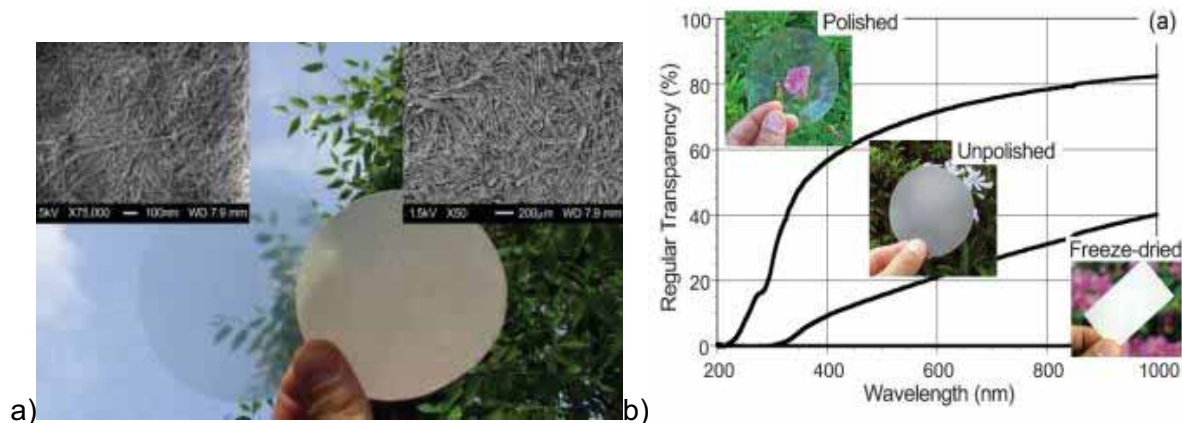 .5kV X75,000 100nm WD 7.9 mm
1.5kV X50 200μm WD 7.9 mm
a)
b)
(a)
Polished
Unpolished
Freeze-dried
Regular Transparency (%)
100
80
60
40
20
0
200 400 600 800 1000
Wavelength (nm)